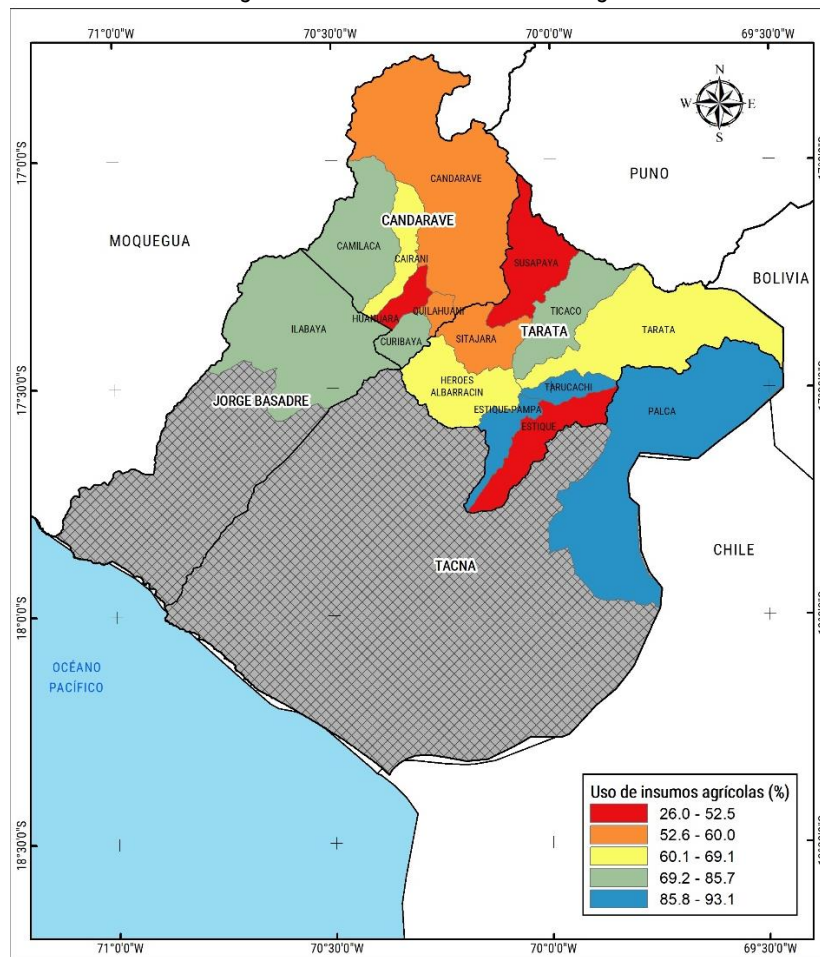 71°0'0"W 70°30'0"W 70°0'0"W 69°30'0"W
N
W E
S
17°0'0"S
PUNO
CANDARAVE
CANDARAVE
MOQUEGUA
CAMILACA
CAIRANI
SUSAPAYA
BOLIVIA
HUANUARA
QUILAHUANI
TICACO
ILABAYA
CURIBAYA
SITAJARA
TARATA
TARATA
17°30'0"S
HEROES
ALBARRACIN
TARUCACHI
JORGE BASADRE
ESTIQUE-PAMPA
PALCA
ESTIQUE
CHILE
TACNA
18°0'0"S
OCÉANO
PACÍFICO
Uso de insumos agrícolas (%)
26.0 - 52.5
52.6 - 60.0
60.1 - 69.1
69.2 - 85.7
85.8 - 93.1
18°30'0"S
71°0'0"W 70°30'0"W 70°0'0"W 69°30'0"W